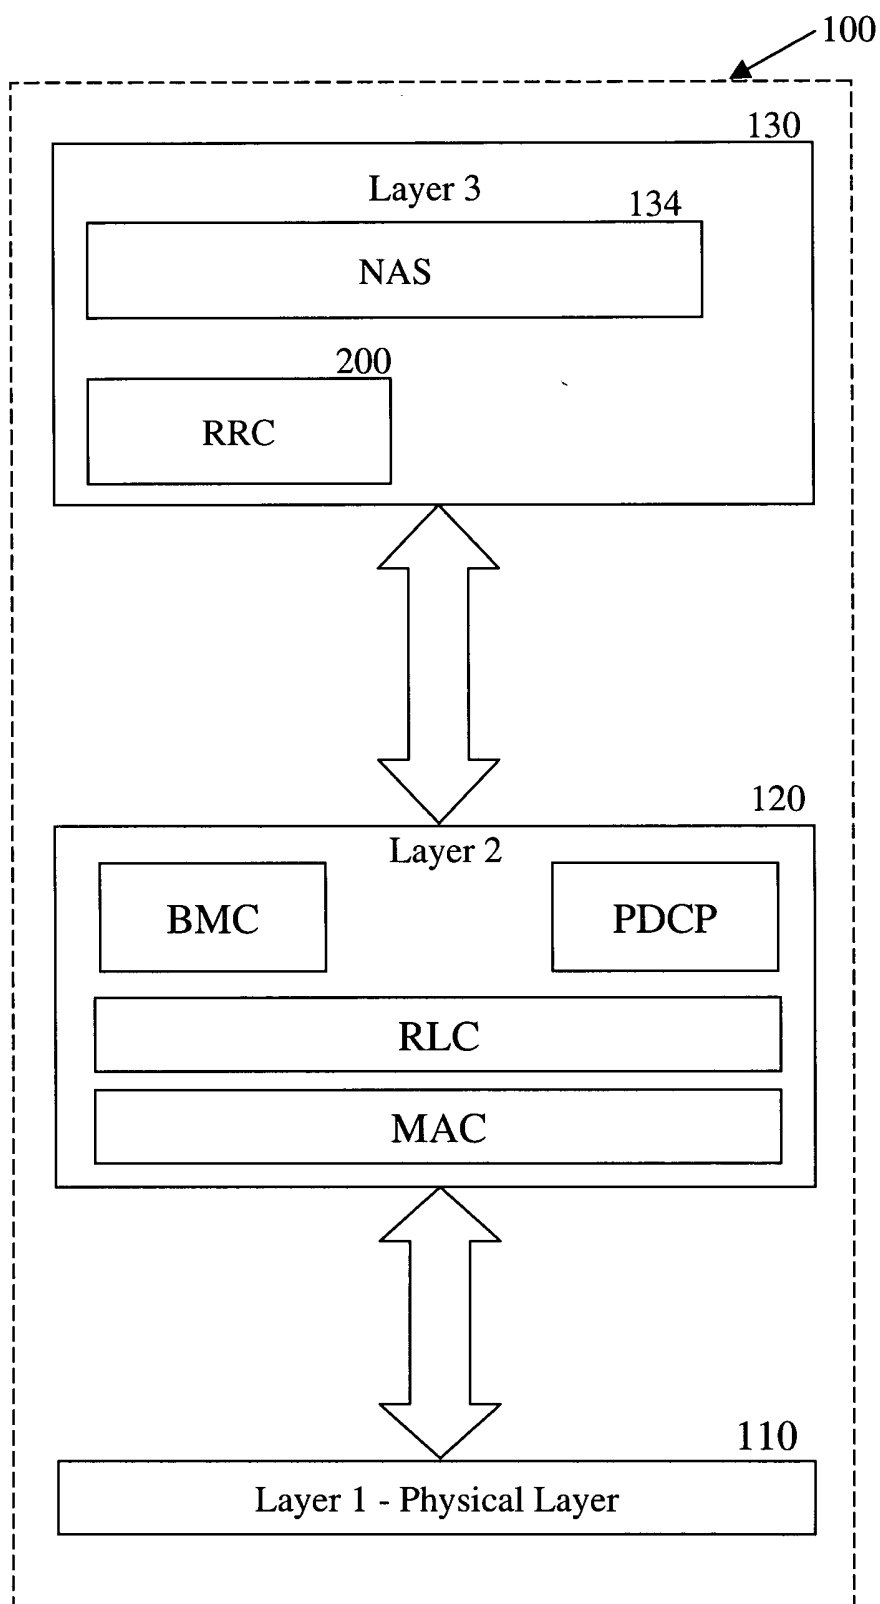 100
130
Layer 3
134
NAS
200
RRC
120
Layer 2
BMC
PDCP
RLC
MAC
110
Layer 1 - Physical Layer